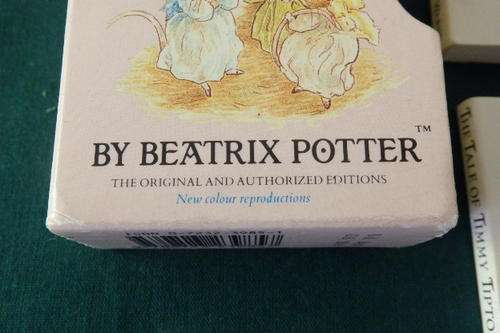 BY BEATRIX POTTER™
THE ORIGINAL AND AUTHORIZED EDITIONS
New colour reproductions
THE TALE OF TIMMY TIPTO